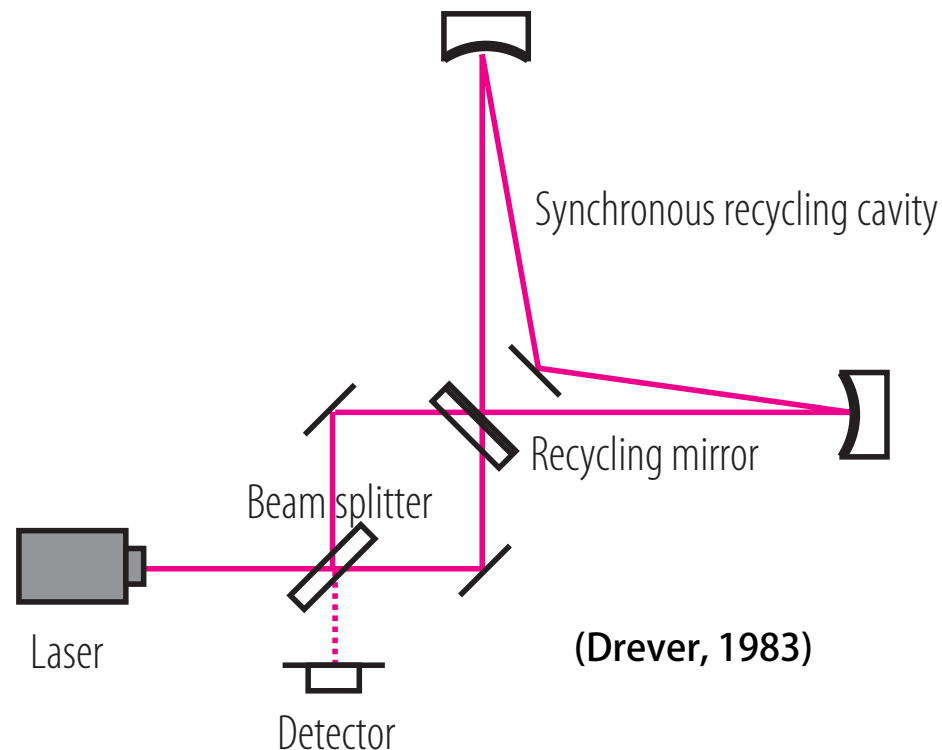 Synchronous recycling cavity
Recycling mirror
Beam splitter
Laser
(Drever, 1983)
Detector